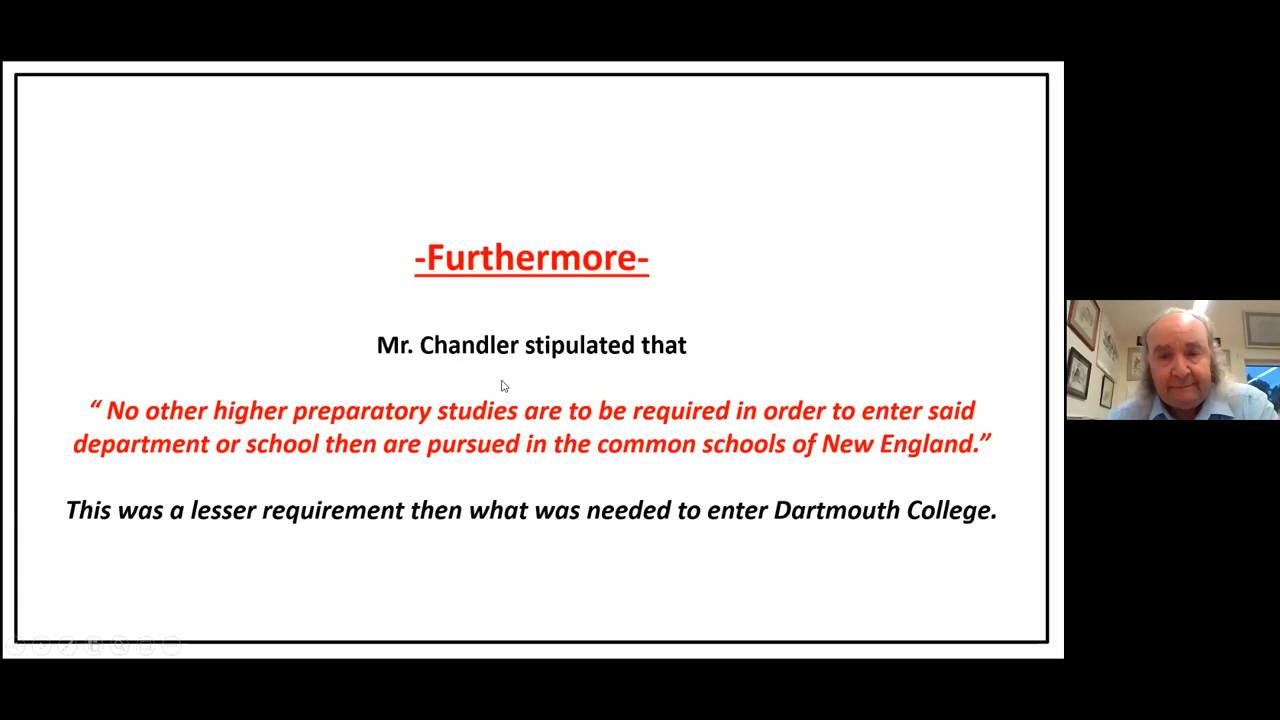 -Furthermore-
Mr. Chandler stipulated that
“ No other higher preparatory studies are to be required in order to enter said
department or school then are pursued in the common schools of New England.”
This was a lesser requirement then what was needed to enter Dartmouth College.